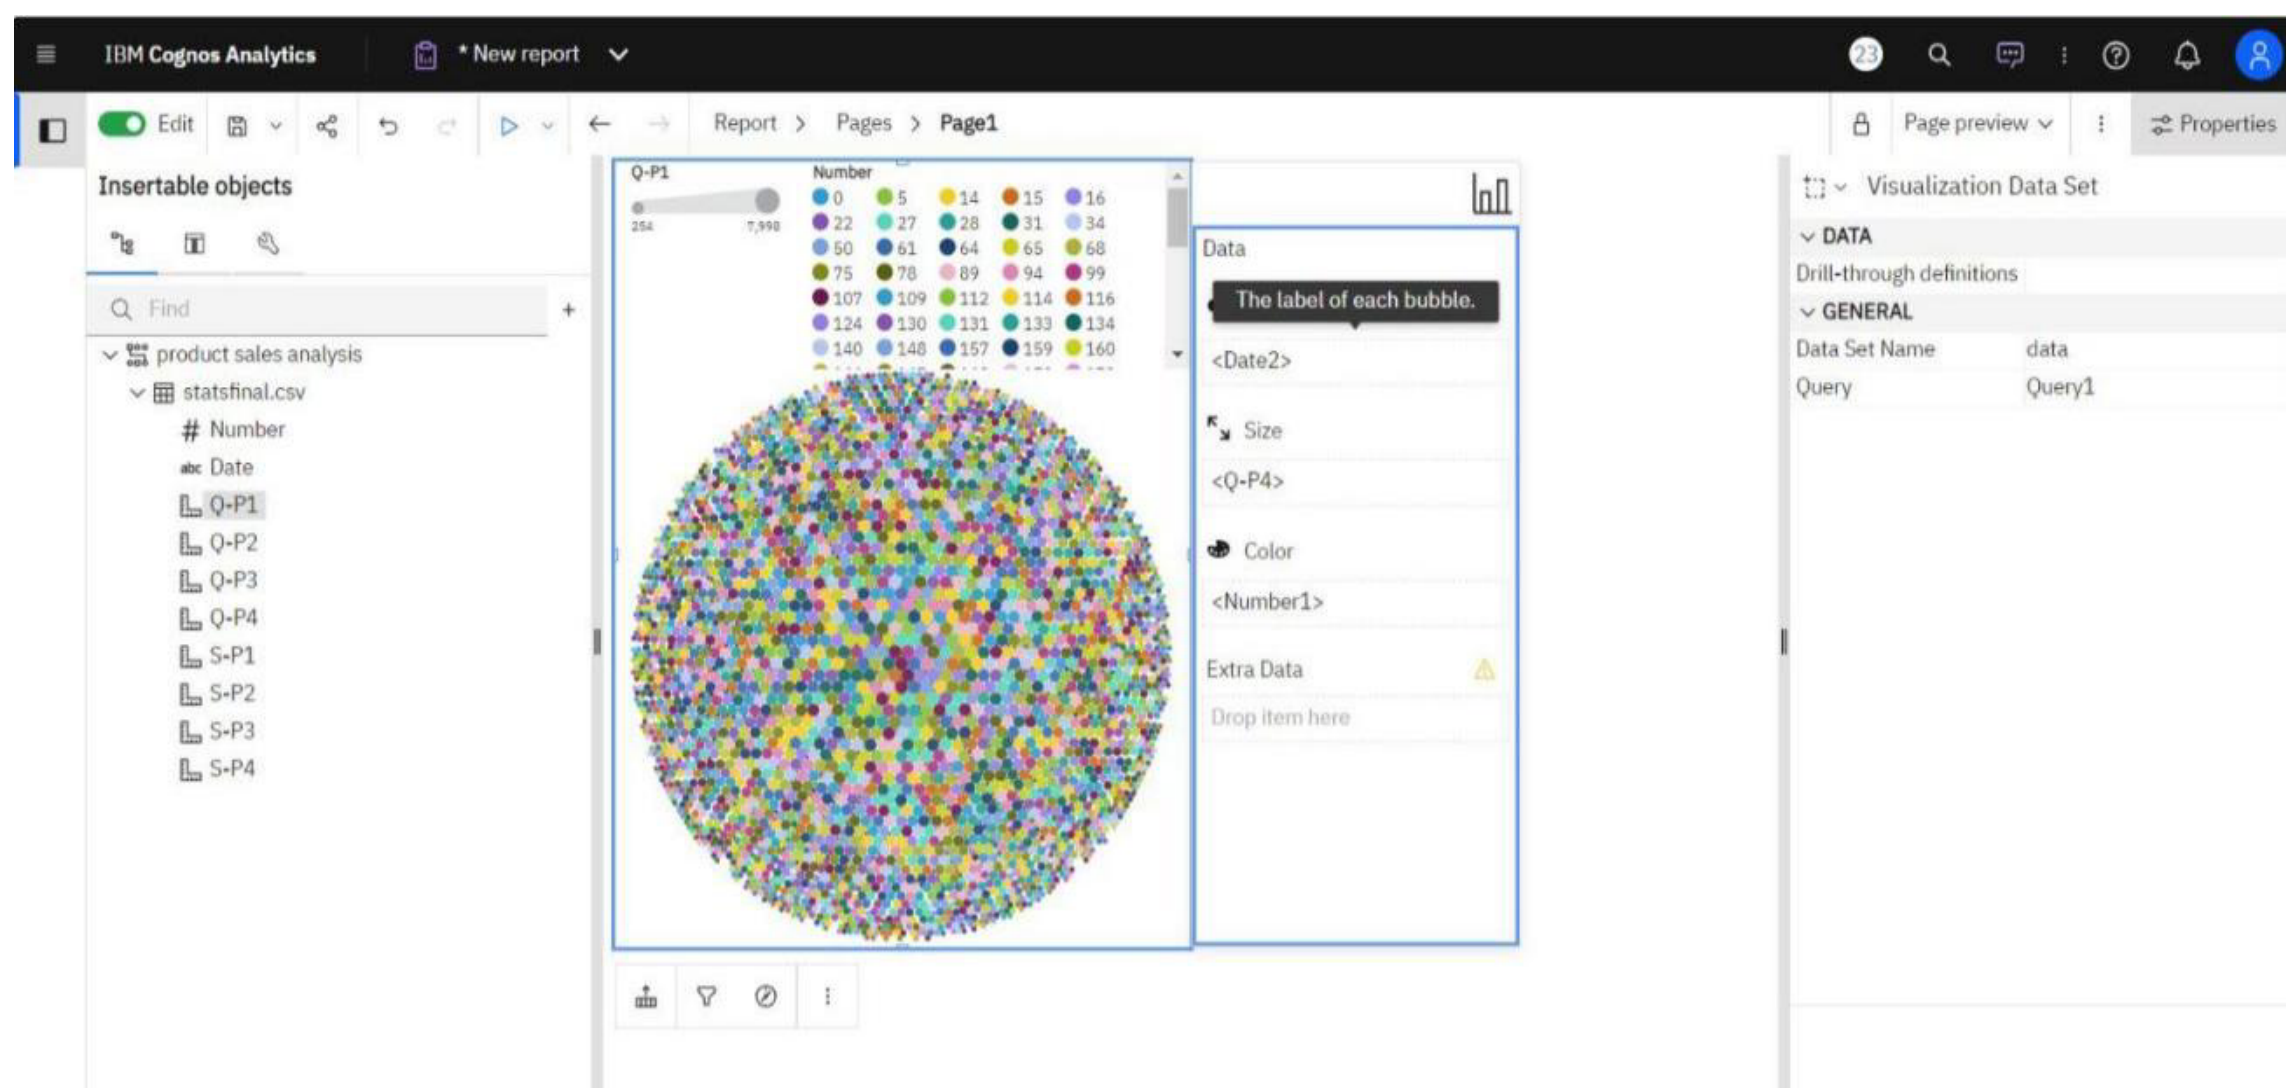 IBM Cognos Analytics
* New report
23
Edit
Report > Pages > Page1
Page preview
Properties
Insertable objects
Find
+
product sales analysis
statsfinal.csv
# Number
abc Date
Q-P1
Q-P2
Q-P3
Q-P4
S-P1
S-P2
S-P3
S-P4
Q-P1
254 7,998
Number
0 5 14 15 16
22 27 28 31 34
50 61 64 65 68
75 78 89 94 99
107 109 112 114 116
124 130 131 133 134
140 148 157 159 160
Data
The label of each bubble.
<Date2>
Size
<Q-P4>
Color
<Number1>
Extra Data
Drop item here
Visualization Data Set
DATA
Drill-through definitions
GENERAL
Data Set Name data
Query Query1